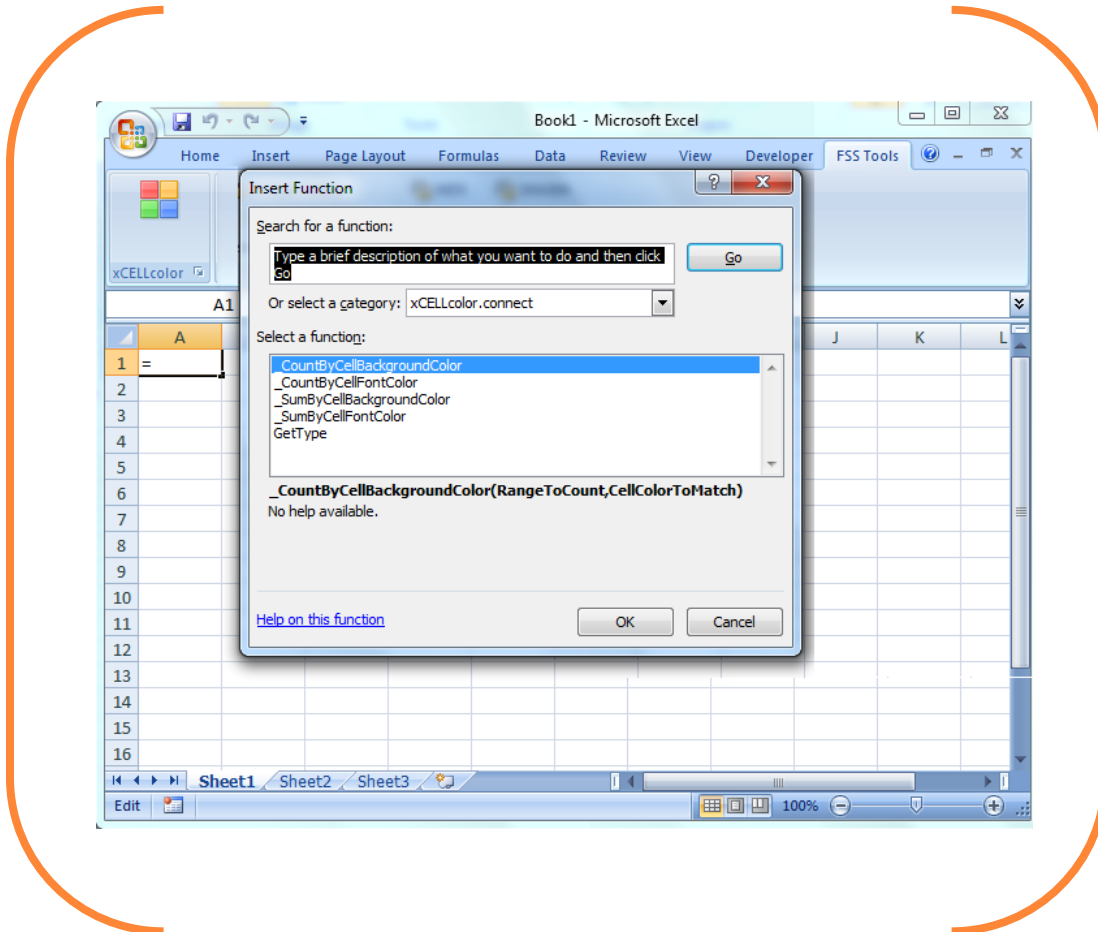 Book1 - Microsoft Excel
Home Insert Page Layout Formulas Data Review View Developer FSS Tools
Insert Function
Search for a function:
Type a brief description of what you want to do and then click
Go
Go
xCELLcolor
Or select a category: xCELLcolor.connect
A1
Select a function:
A J K L
1 =
_CountByCellBackgroundColor
_CountByCellFontColor
2
_SumByCellBackgroundColor
3
_SumByCellFontColor
GetType
4
5
_CountByCellBackgroundColor(RangeToCount,CellColorToMatch)
6
No help available.
7
8
9
10
Help on this function OK Cancel
11
12
13
14
15
16
Sheet1 Sheet2 Sheet3
Edit 100%